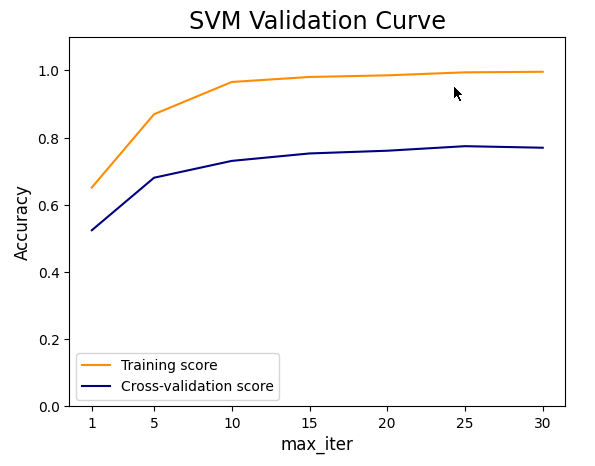 SVM Validation Curve
Accuracy
1.0
0.8
0.6
0.4
0.2
0.0
Training score
Cross-validation score
1 5 10 15 20 25 30
max_iter